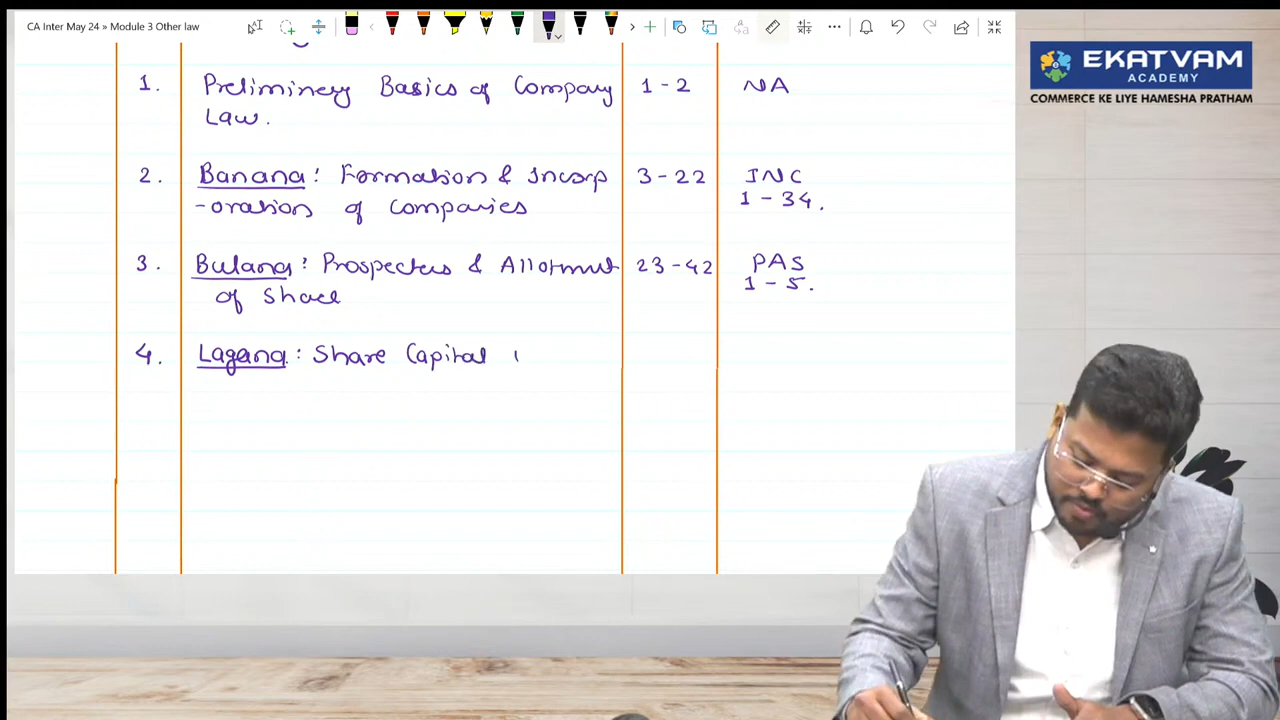 CA Inter May 24 » Module 3 Other law
EKATVAM
ACADEMY
COMMERCE KE LIYE HAMESHA PRATHAM
1. Preliminery Basics of Company 1 - 2 NA
Law.
2. Banana : Formation & Incorp 3 - 22 INC
-oration of Companies 1 - 34.
3. Bulana : Prospectus & Allotment 23 - 42 PAS
of Share 1 - 5.
4. Lagana : Share Capital